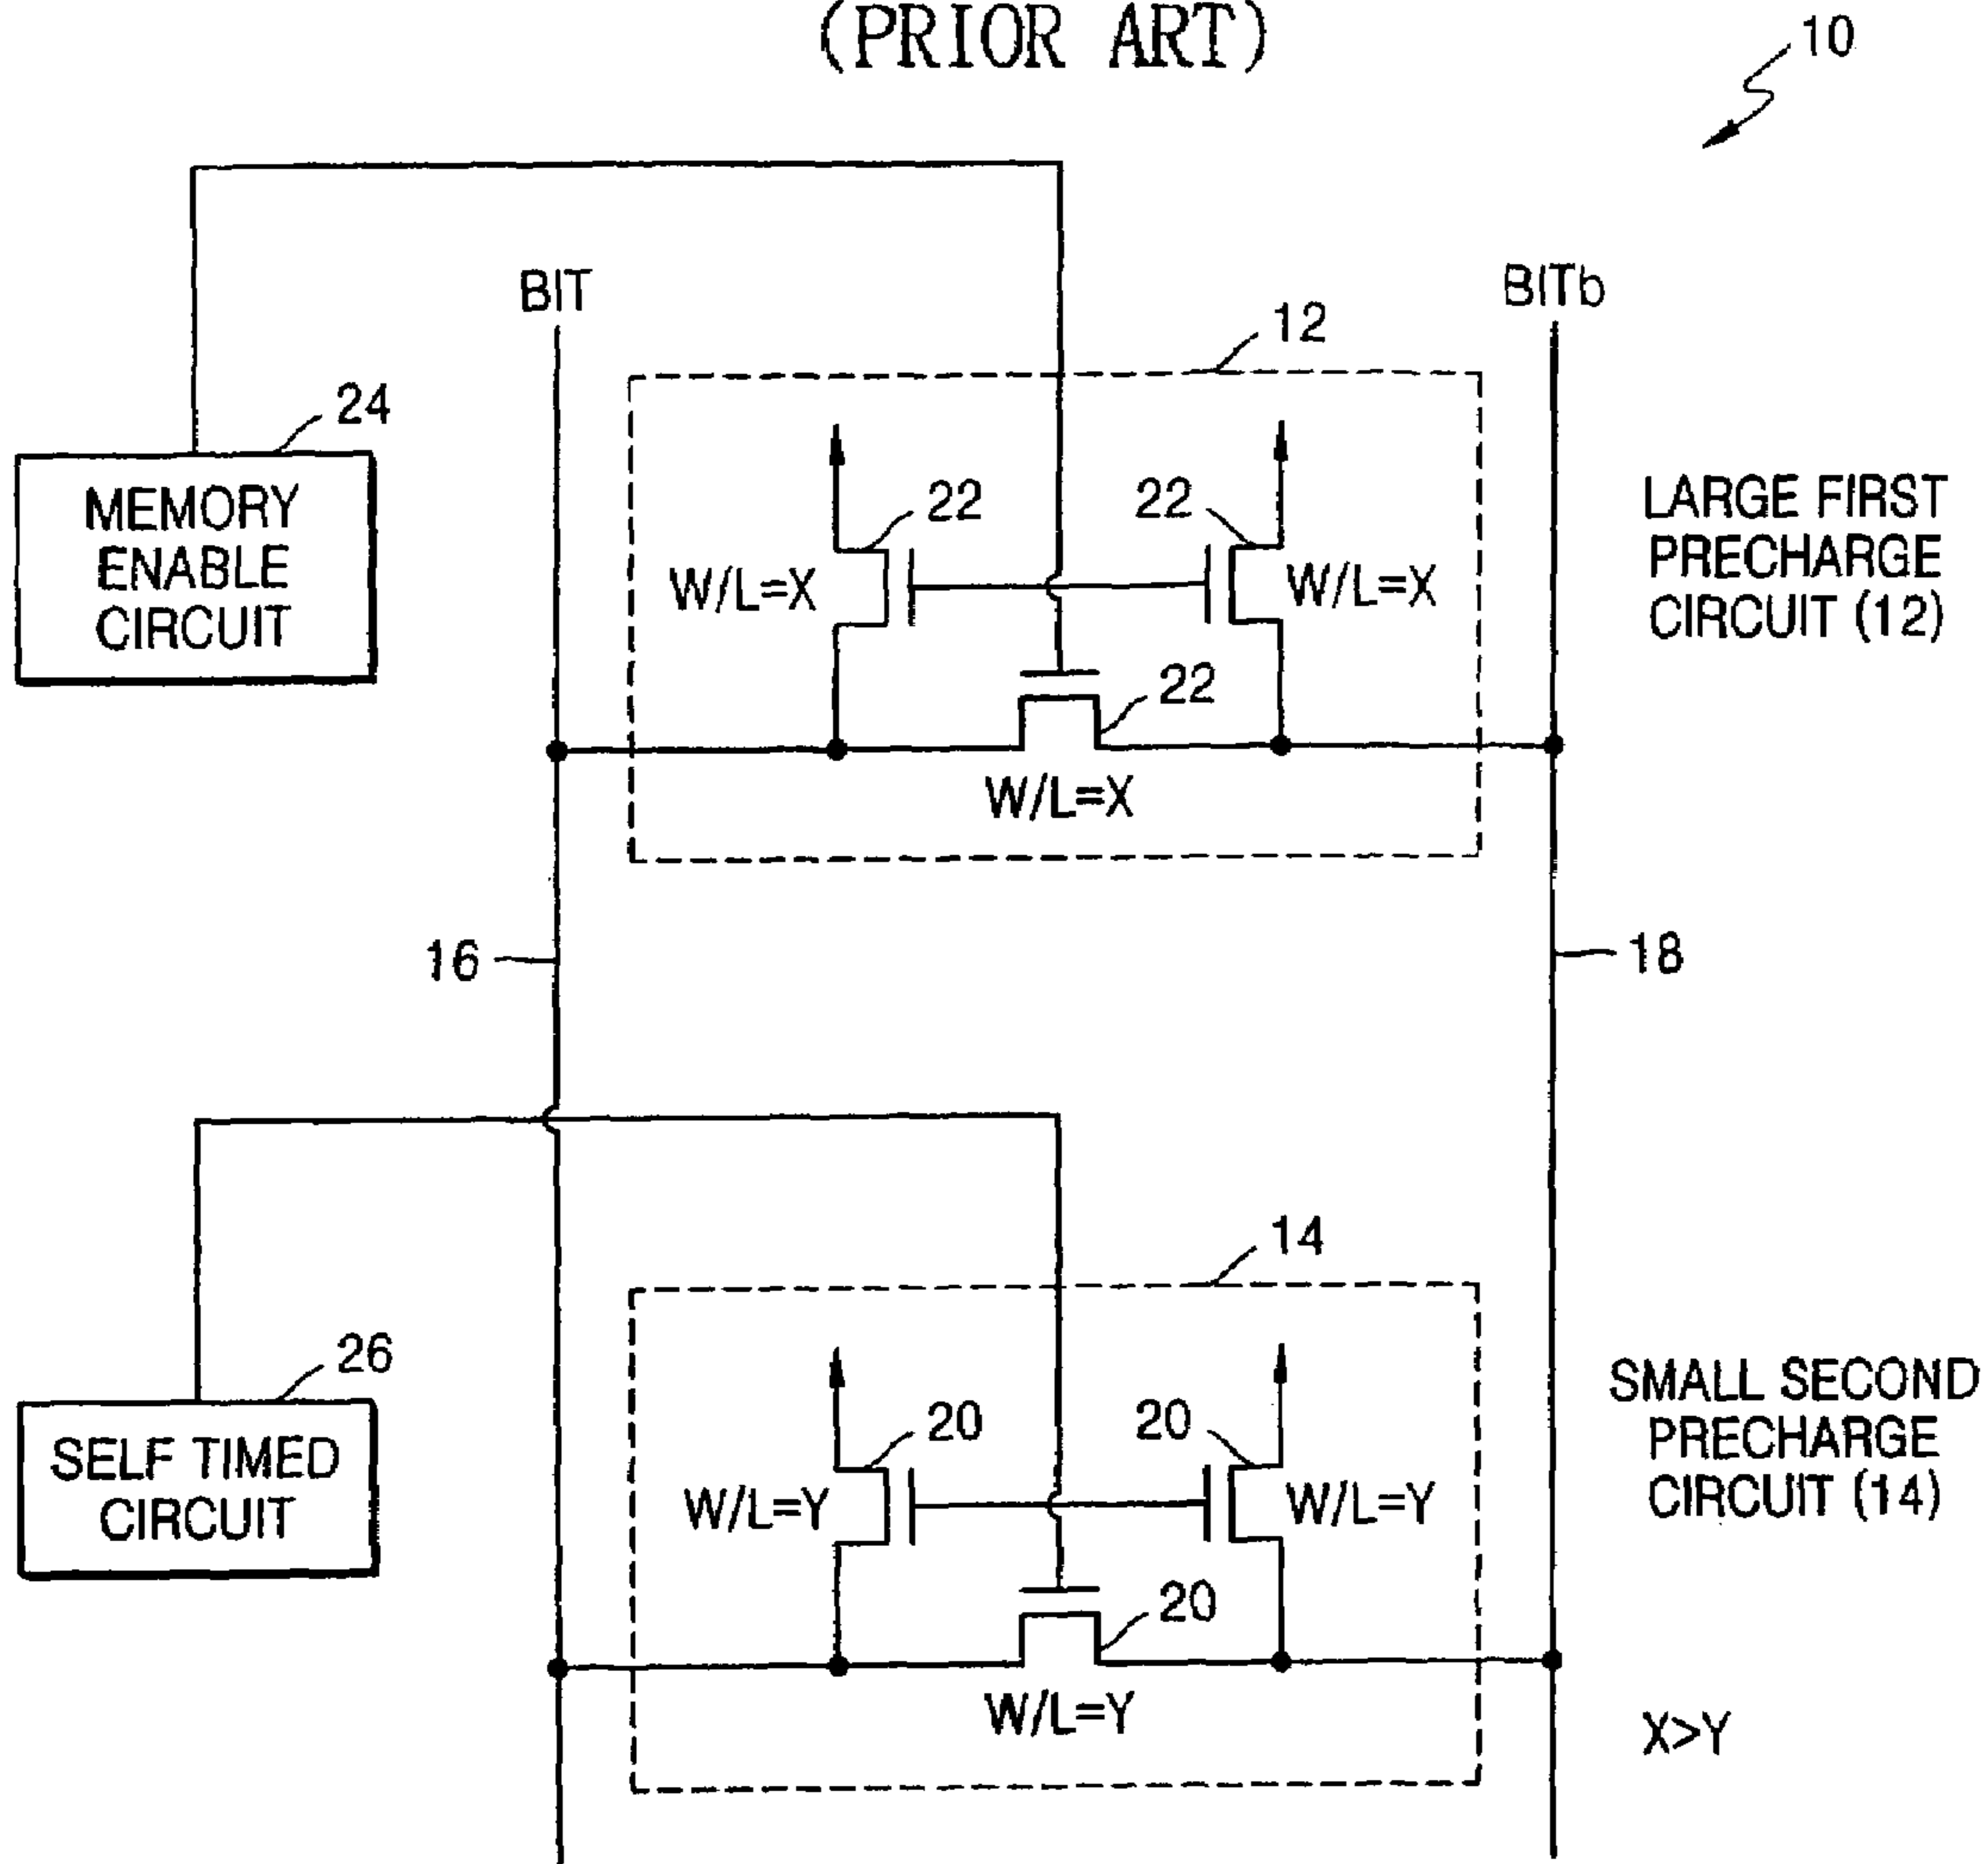 (PRIOR ART)
10
BIT
BITb
12
24
MEMORY
ENABLE
CIRCUIT
22
22
W/L=X
W/L=X
22
W/L=X
LARGE FIRST
PRECHARGE
CIRCUIT (12)
16
18
14
26
SELF TIMED
CIRCUIT
20
20
W/L=Y
W/L=Y
20
W/L=Y
SMALL SECOND
PRECHARGE
CIRCUIT (14)
X>Y